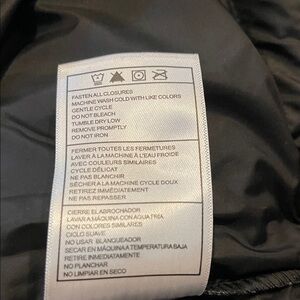 FASTEN ALL CLOSURES
MACHINE WASH COLD WITH LIKE COLORS
GENTLE CYCLE
DO NOT BLEACH
TUMBLE DRY LOW
REMOVE PROMPTLY
DO NOT IRON
FERMER TOUTES LES FERMETURES
LAVER À LA MACHINE À L'EAU FROIDE
AVEC COULEURS SIMILAIRES
CYCLE DÉLICAT
NE PAS BLANCHIR
SÉCHER À LA MACHINE CYCLE DOUX
RETIREZ IMMÉDIATEMENT
NE PAS REPASSER
CIERRE EL ABROCHADOR
LAVAR A MÁQUINA CON AGUA FRIA
CON COLORES SIMILARES
CICLO SUAVE
NO USAR BLANQUEADOR
SECAR EN MÁQUINA A TEMPERATURA BAJA
RETIRE INMEDIATAMENTE
NO PLANCHAR
NO LIMPIAR EN SECO